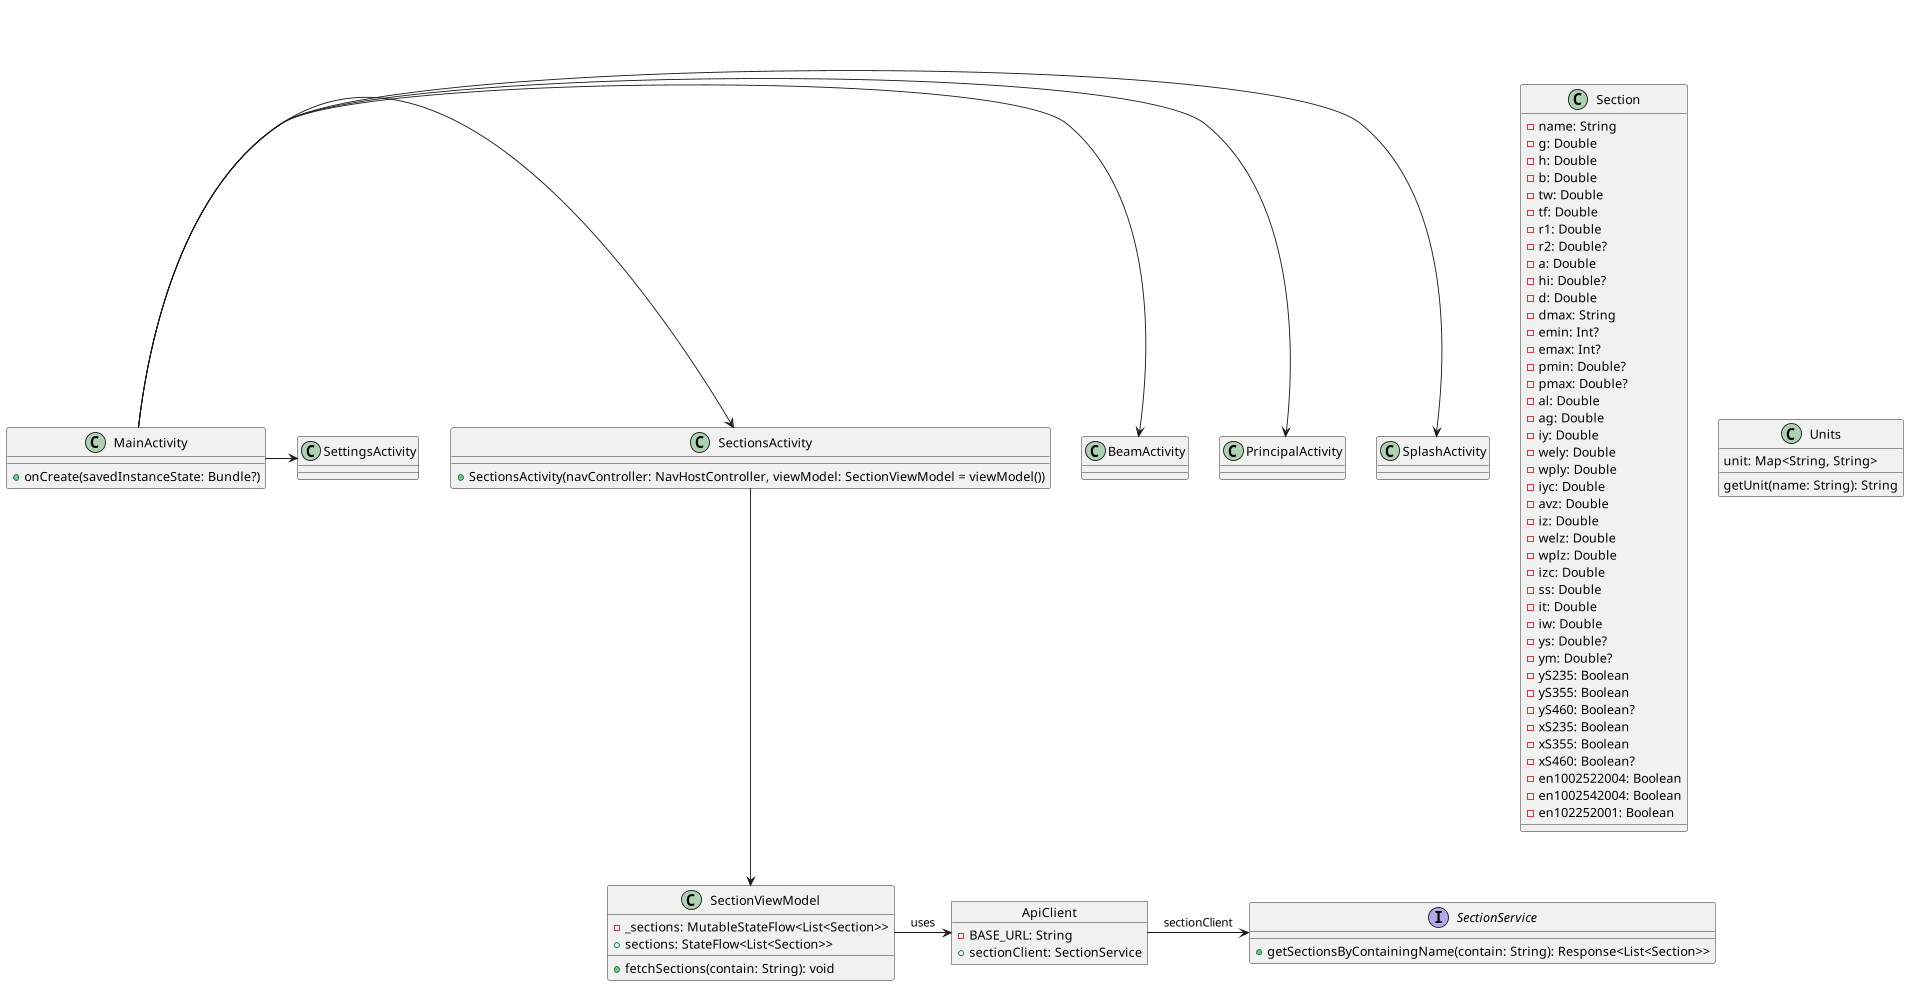 C MainActivity
onCreate(savedInstanceState: Bundle?)
C SettingsActivity
C SectionsActivity
SectionsActivity(navController: NavHostController, viewModel: SectionViewModel = viewModel())
C BeamActivity
C PrincipalActivity
C SplashActivity
C Section
name: String
g: Double
h: Double
b: Double
tw: Double
tf: Double
r1: Double
r2: Double?
a: Double
hi: Double?
d: Double
dmax: String
emin: Int?
emax: Int?
pmin: Double?
pmax: Double?
al: Double
ag: Double
iy: Double
wely: Double
wply: Double
iyc: Double
avz: Double
iz: Double
welz: Double
wplz: Double
izc: Double
ss: Double
it: Double
iw: Double
ys: Double?
ym: Double?
yS235: Boolean
yS355: Boolean
yS460: Boolean?
xS235: Boolean
xS355: Boolean
xS460: Boolean?
en1002522004: Boolean
en1002542004: Boolean
en102252001: Boolean
C Units
unit: Map<String, String>
getUnit(name: String): String
C SectionViewModel
_sections: MutableStateFlow<List<Section>>
sections: StateFlow<List<Section>>
fetchSections(contain: String): void
uses
ApiClient
BASE_URL: String
sectionClient: SectionService
sectionClient
I SectionService
getSectionsByContainingName(contain: String): Response<List<Section>>